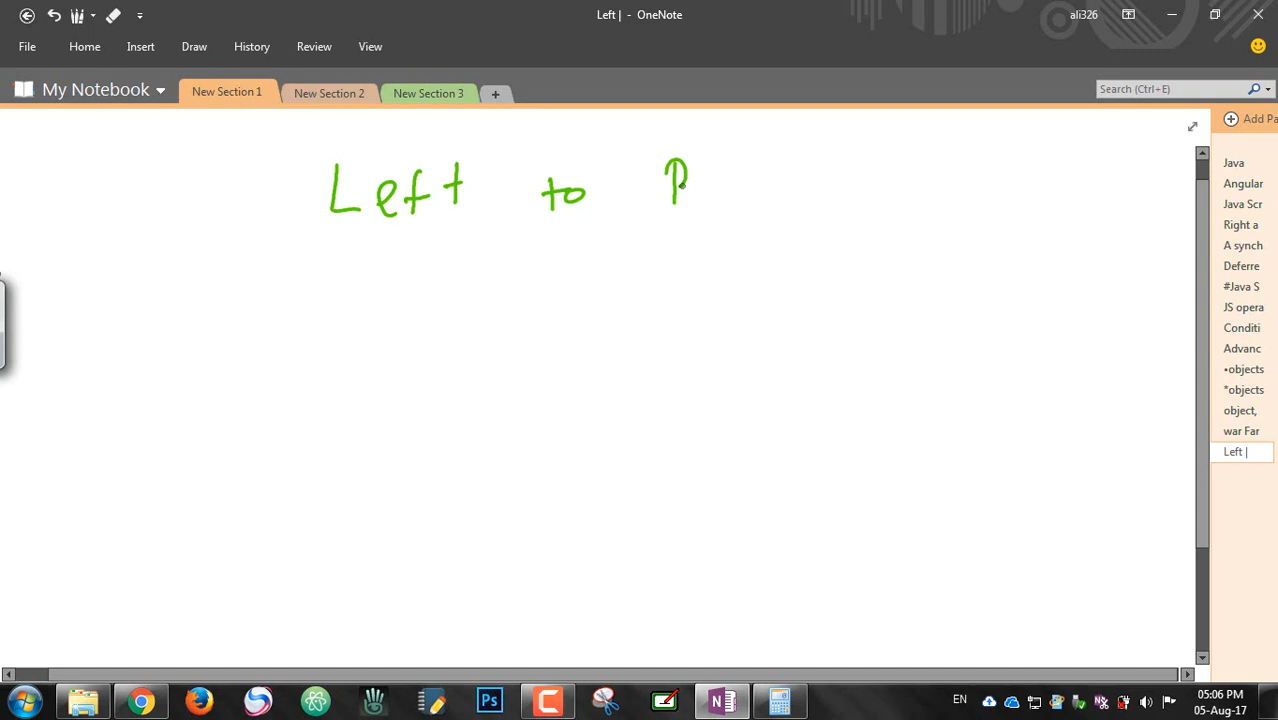 Left | - OneNote
ali326
File Home Insert Draw History Review View
My Notebook New Section 1 New Section 2 New Section 3 +
Search (Ctrl+E)
Add Pa
Left to
Java
Angular
Java Scr
Right a
A synch
Deferre
#Java S
JS opera
Conditi
Advanc
•objects
*objects
object,
war Far
Left |
Ps
EN
05:06 PM
05-Aug-17